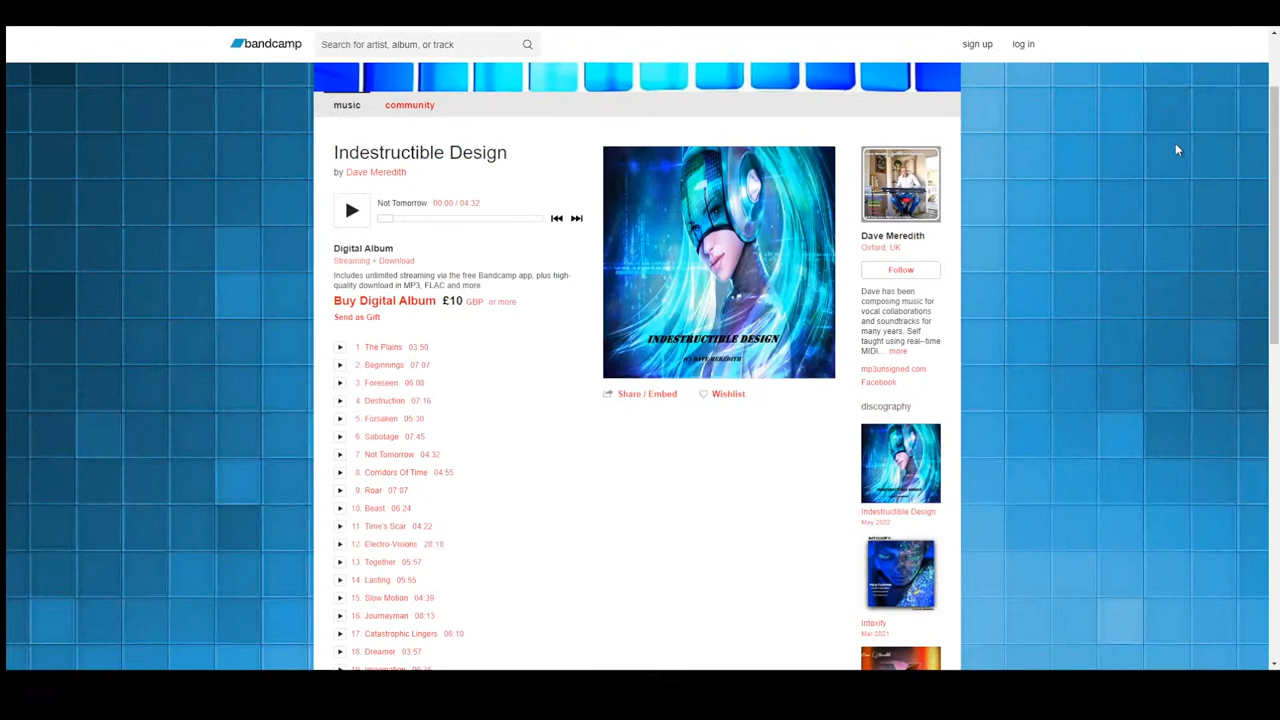 bandcamp
Search for artist, album, or track
sign up
log in
music
community
Indestructible Design
by Dave Meredith
Not Tomorrow 00:00 / 04:32
Digital Album
Streaming + Download
Includes unlimited streaming via the free Bandcamp app, plus high-
quality download in MP3, FLAC and more.
Buy Digital Album £10 GBP or more
Send as Gift
1. The Plains 03:50
2. Beginnings 07:07
3. Foreseen 06:08
4. Destruction 07:16
5. Forsaken 05:30
6. Sabotage 07:45
7. Not Tomorrow 04:32
8. Corridors Of Time 04:55
9. Roar 07:07
10. Beast 06:24
11. Time's Scar 04:22
12. Electro-Visions 28:18
13. Together 05:57
14. Lasting 05:55
15. Slow Motion 04:39
16. Journeyman 08:13
17. Catastrophic Lingers 06:10
18. Dreamer 03:57
19. Imagination
INDESTRUCTIBLE DESIGN
(C) DAVE MEREDITH
Share / Embed
Wishlist
Dave Meredith
Oxford, UK
Follow
Dave has been
composing music for
vocal collaborations
and soundtracks for
many years. Self
taught using real--time
MIDI... more
mp3unsigned.com
Facebook
discography
Indestructible Design
May 2022
INTOXIFY
Intoxify
Mar 2021